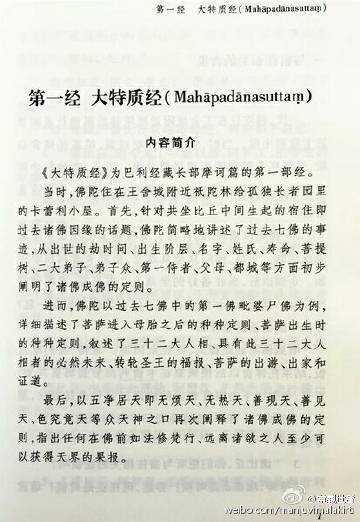 第一经　大特质经(Mahāpadānasuttaṃ)
第一经 大特质经(Mahāpadānasuttaṃ)
内容简介
《大特质经》为巴利经藏长部摩诃篇的第一部经。
当时,佛陀住在王舍城附近祇陀林给孤独长者园里
的卡蕾利小屋。首先,针对共坐比丘中间生起的宿住即
过去诸佛因缘的话题,佛陀简略地讲述了过去七佛的事
迹,从出世的劫时间、出生阶层、名字、姓氏、寿命、菩提
树、二大弟子、弟子众、第一侍者、父母、都城等方面初步
阐明了诸佛成佛的定则。
进而,佛陀以过去七佛中的第一佛毗婆尸佛为例,
详细描述了菩萨进入母胎之后的种种定则、菩萨出生时
的种种定则,叙述了三十二大人相、具有此三十二大人
相者的必然未来、转轮圣王的福报、菩萨的出游、出家和
证道。
最后,以五净居天即无烦天、无热天、善现天、善见
天、色究竟天等众天神之口再次阐释了诸佛成佛的定
则,指出任何在佛前如法修梵行、远离诸欲之人至少可
以获得天界的果报。
weibo.com/manjuvimalakirti